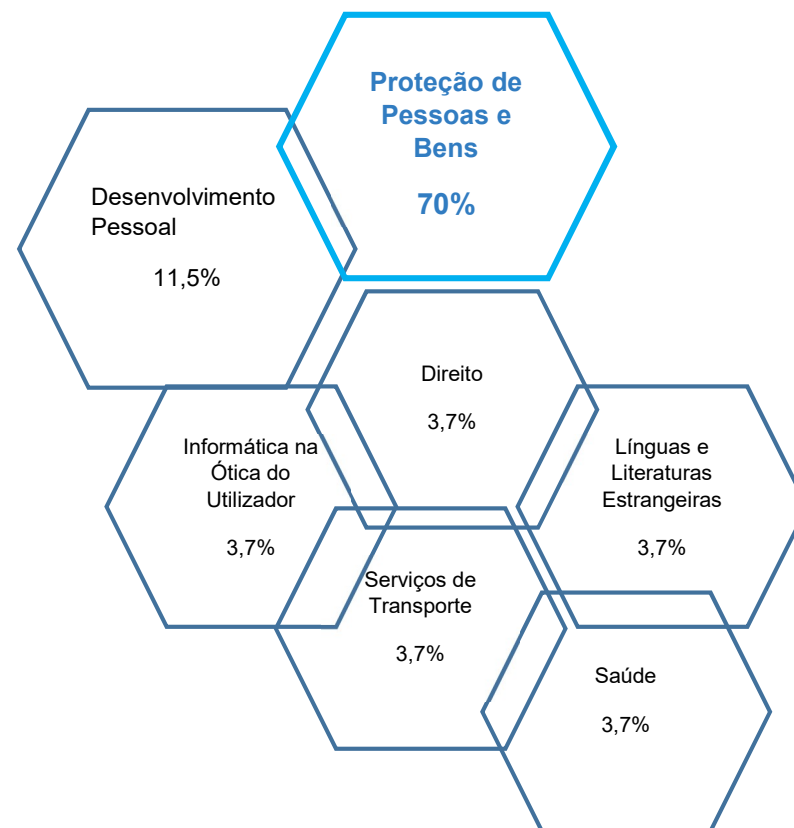 Proteção de
Pessoas e
Bens
70%
Desenvolvimento
Pessoal
11,5%
Direito
3,7%
Informática na
Ótica do
Utilizador
3,7%
Línguas e
Literaturas
Estrangeiras
3,7%
Serviços de
Transporte
3,7%
Saúde
3,7%